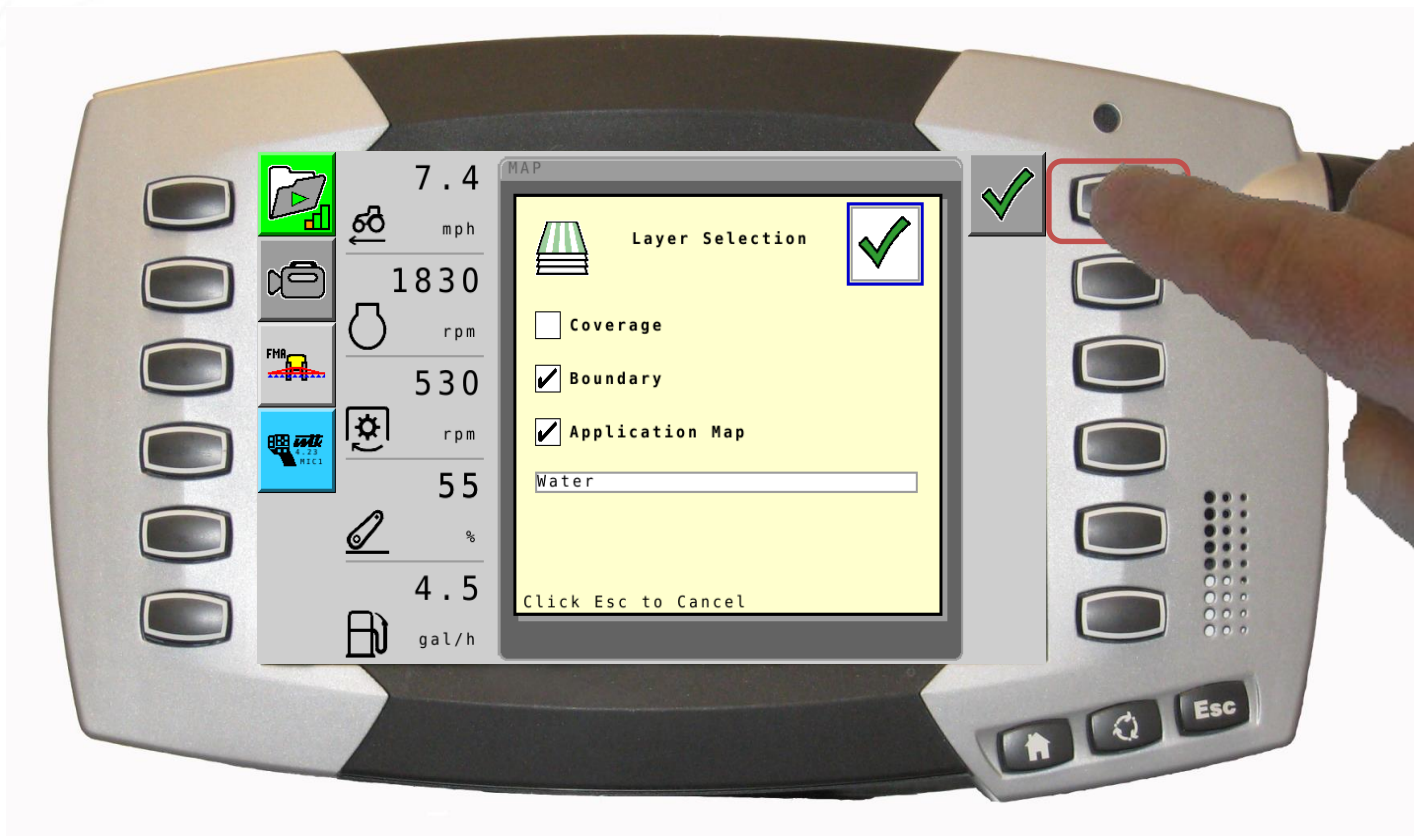 FMA
wtk
4.23
MIC1
7.4
mph
1830
rpm
530
rpm
55
%
4.5
gal/h
MAP
Layer Selection
Coverage
Boundary
Application Map
Water
Click Esc to Cancel
Esc